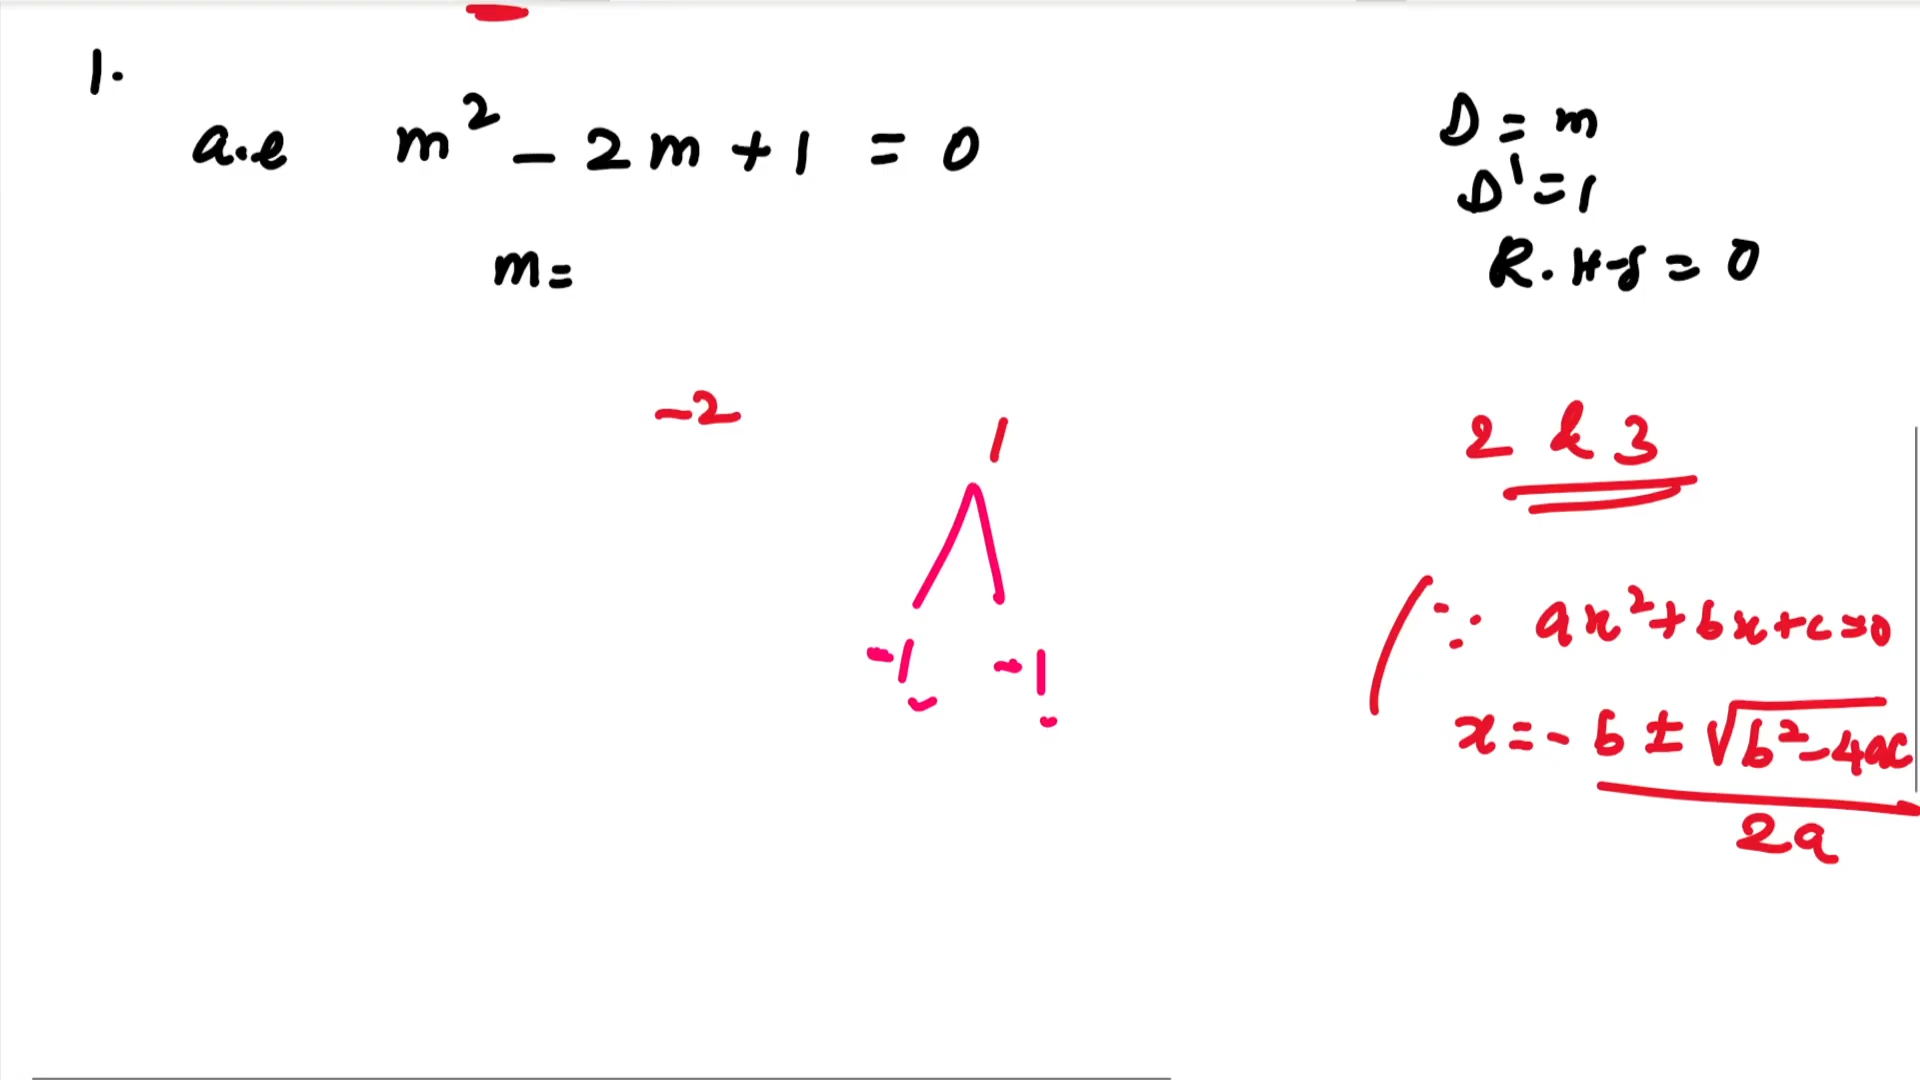 1.
a.e m² - 2m + 1 = 0
m =
D = m
D' = 1
R.H-S = 0
-2
1
-1 -1
2 & 3
∵ ax² + bx + c = 0
x = - b ± √b² - 4ac
2a